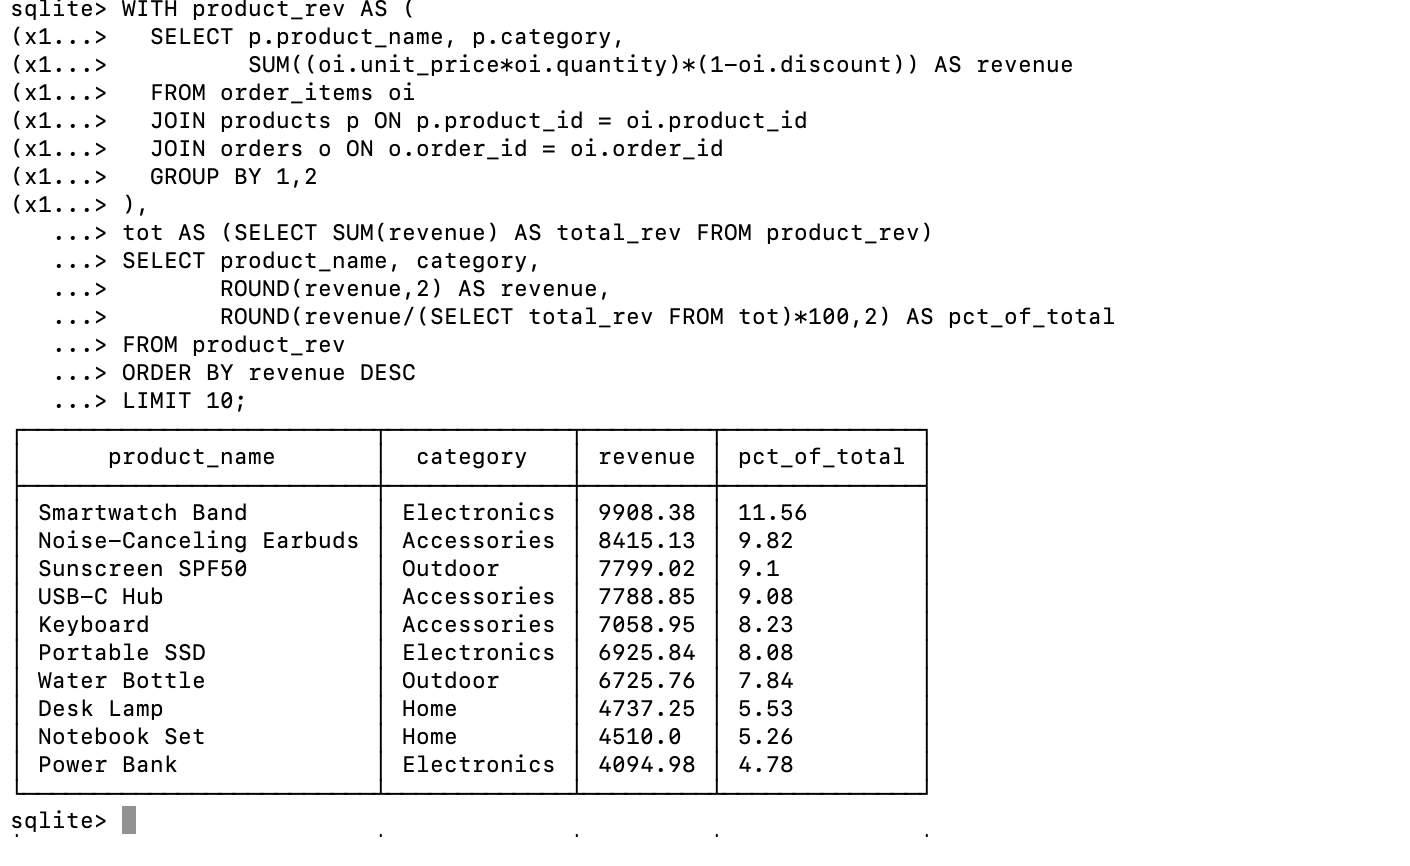 sqlite> WITH product_rev AS (
(x1...>   SELECT p.product_name, p.category,
(x1...>          SUM((oi.unit_price*oi.quantity)*(1-oi.discount)) AS revenue
(x1...>   FROM order_items oi
(x1...>   JOIN products p ON p.product_id = oi.product_id
(x1...>   JOIN orders o ON o.order_id = oi.order_id
(x1...>   GROUP BY 1,2
(x1...> ),
   ...> tot AS (SELECT SUM(revenue) AS total_rev FROM product_rev)
   ...> SELECT product_name, category,
   ...>        ROUND(revenue,2) AS revenue,
   ...>        ROUND(revenue/(SELECT total_rev FROM tot)*100,2) AS pct_of_total
   ...> FROM product_rev
   ...> ORDER BY revenue DESC
   ...> LIMIT 10;
product_name category revenue pct_of_total
Smartwatch Band Electronics 9908.38 11.56
Noise-Canceling Earbuds Accessories 8415.13 9.82
Sunscreen SPF50 Outdoor 7799.02 9.1
USB-C Hub Accessories 7788.85 9.08
Keyboard Accessories 7058.95 8.23
Portable SSD Electronics 6925.84 8.08
Water Bottle Outdoor 6725.76 7.84
Desk Lamp Home 4737.25 5.53
Notebook Set Home 4510.0 5.26
Power Bank Electronics 4094.98 4.78
sqlite>